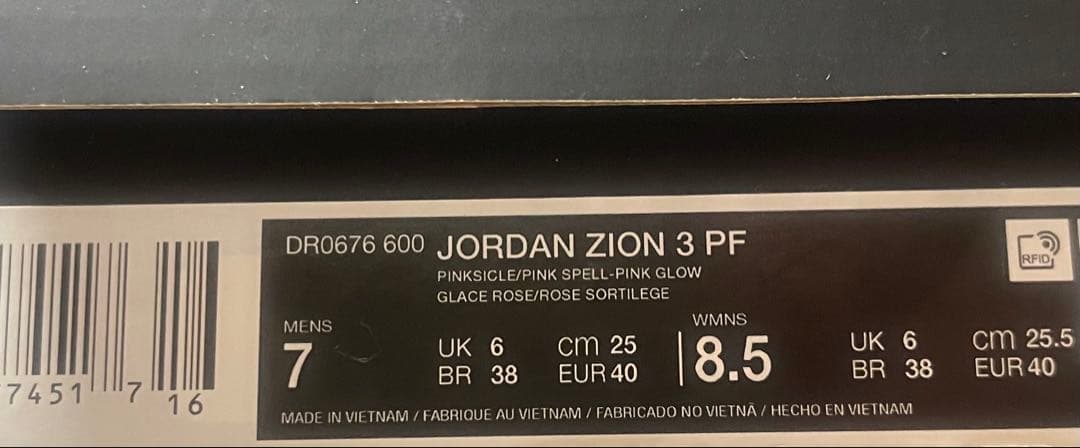 DR0676 600 JORDAN ZION 3 PF
PINKSICLE/PINK SPELL-PINK GLOW
GLACE ROSE/ROSE SORTILEGE
RFID
MENS
7
UK 6 cm 25
BR 38 EUR 40
WMNS
8.5
UK 6 cm 25.5
BR 38 EUR 40
MADE IN VIETNAM / FABRIQUE AU VIETNAM / FABRICADO NO VIETNÃ / HECHO EN VIETNAM
7451 7
16